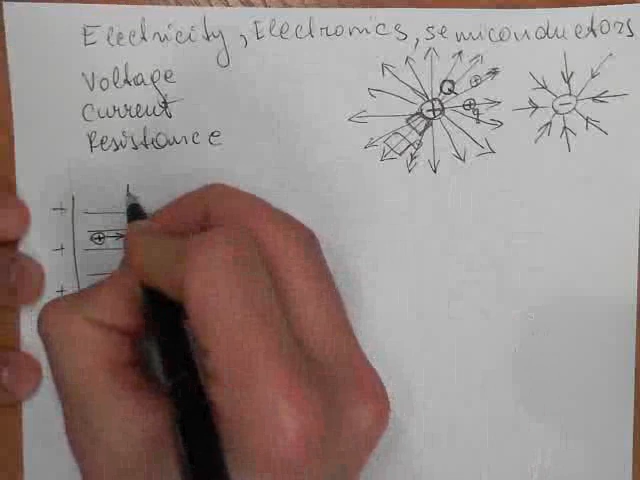 Electricity, Electronics, semiconductors
Voltage
Current
Resistance
Q
+
+
q
−
+
+
+
+